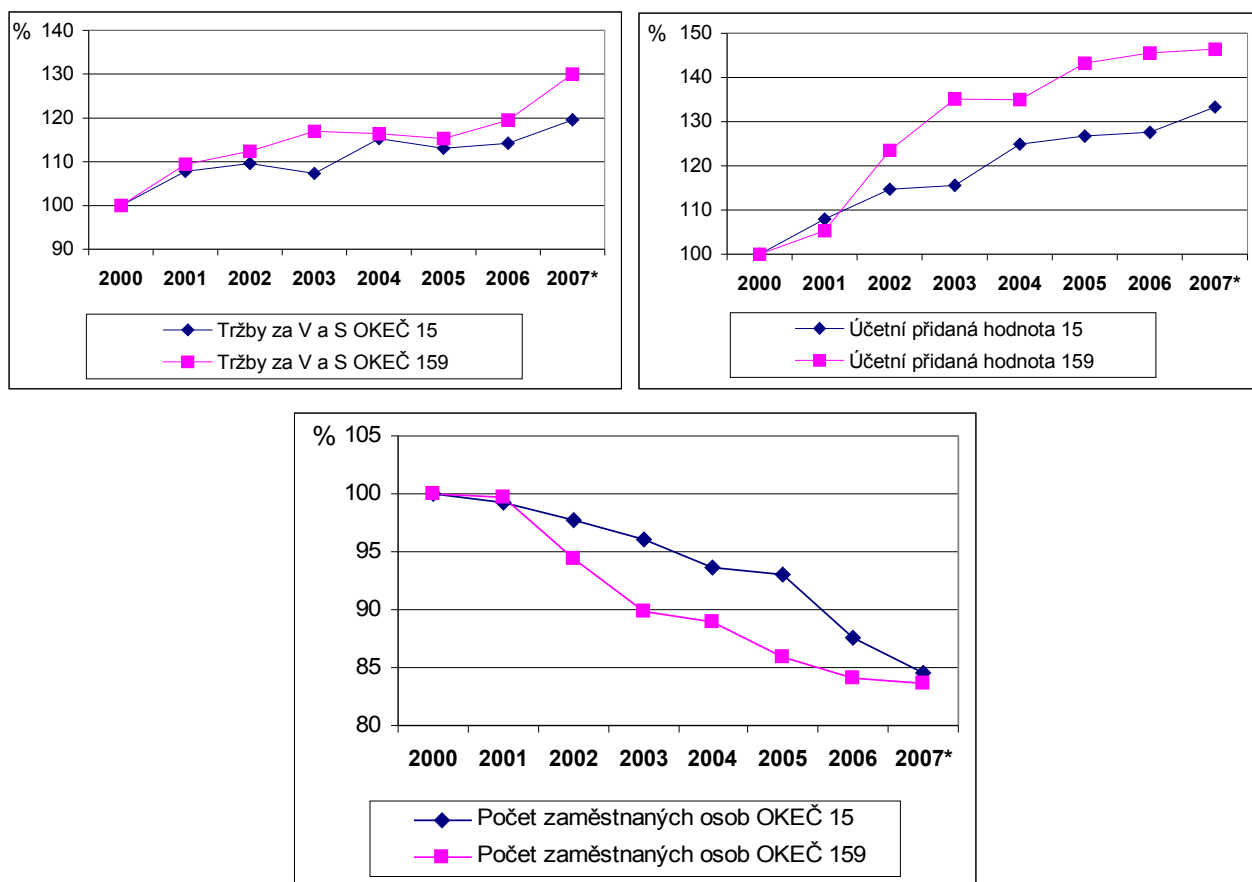 %
140
130
120
110
100
90
2000 2001 2002 2003 2004 2005 2006 2007*
Tržby za V a S OKEČ 15
Tržby za V a S OKEČ 159
%
150
140
130
120
110
100
2000 2001 2002 2003 2004 2005 2006 2007*
Účetní přidaná hodnota 15
Účetní přidaná hodnota 159
%
105
100
95
90
85
80
2000 2001 2002 2003 2004 2005 2006 2007*
Počet zaměstnaných osob OKEČ 15
Počet zaměstnaných osob OKEČ 159